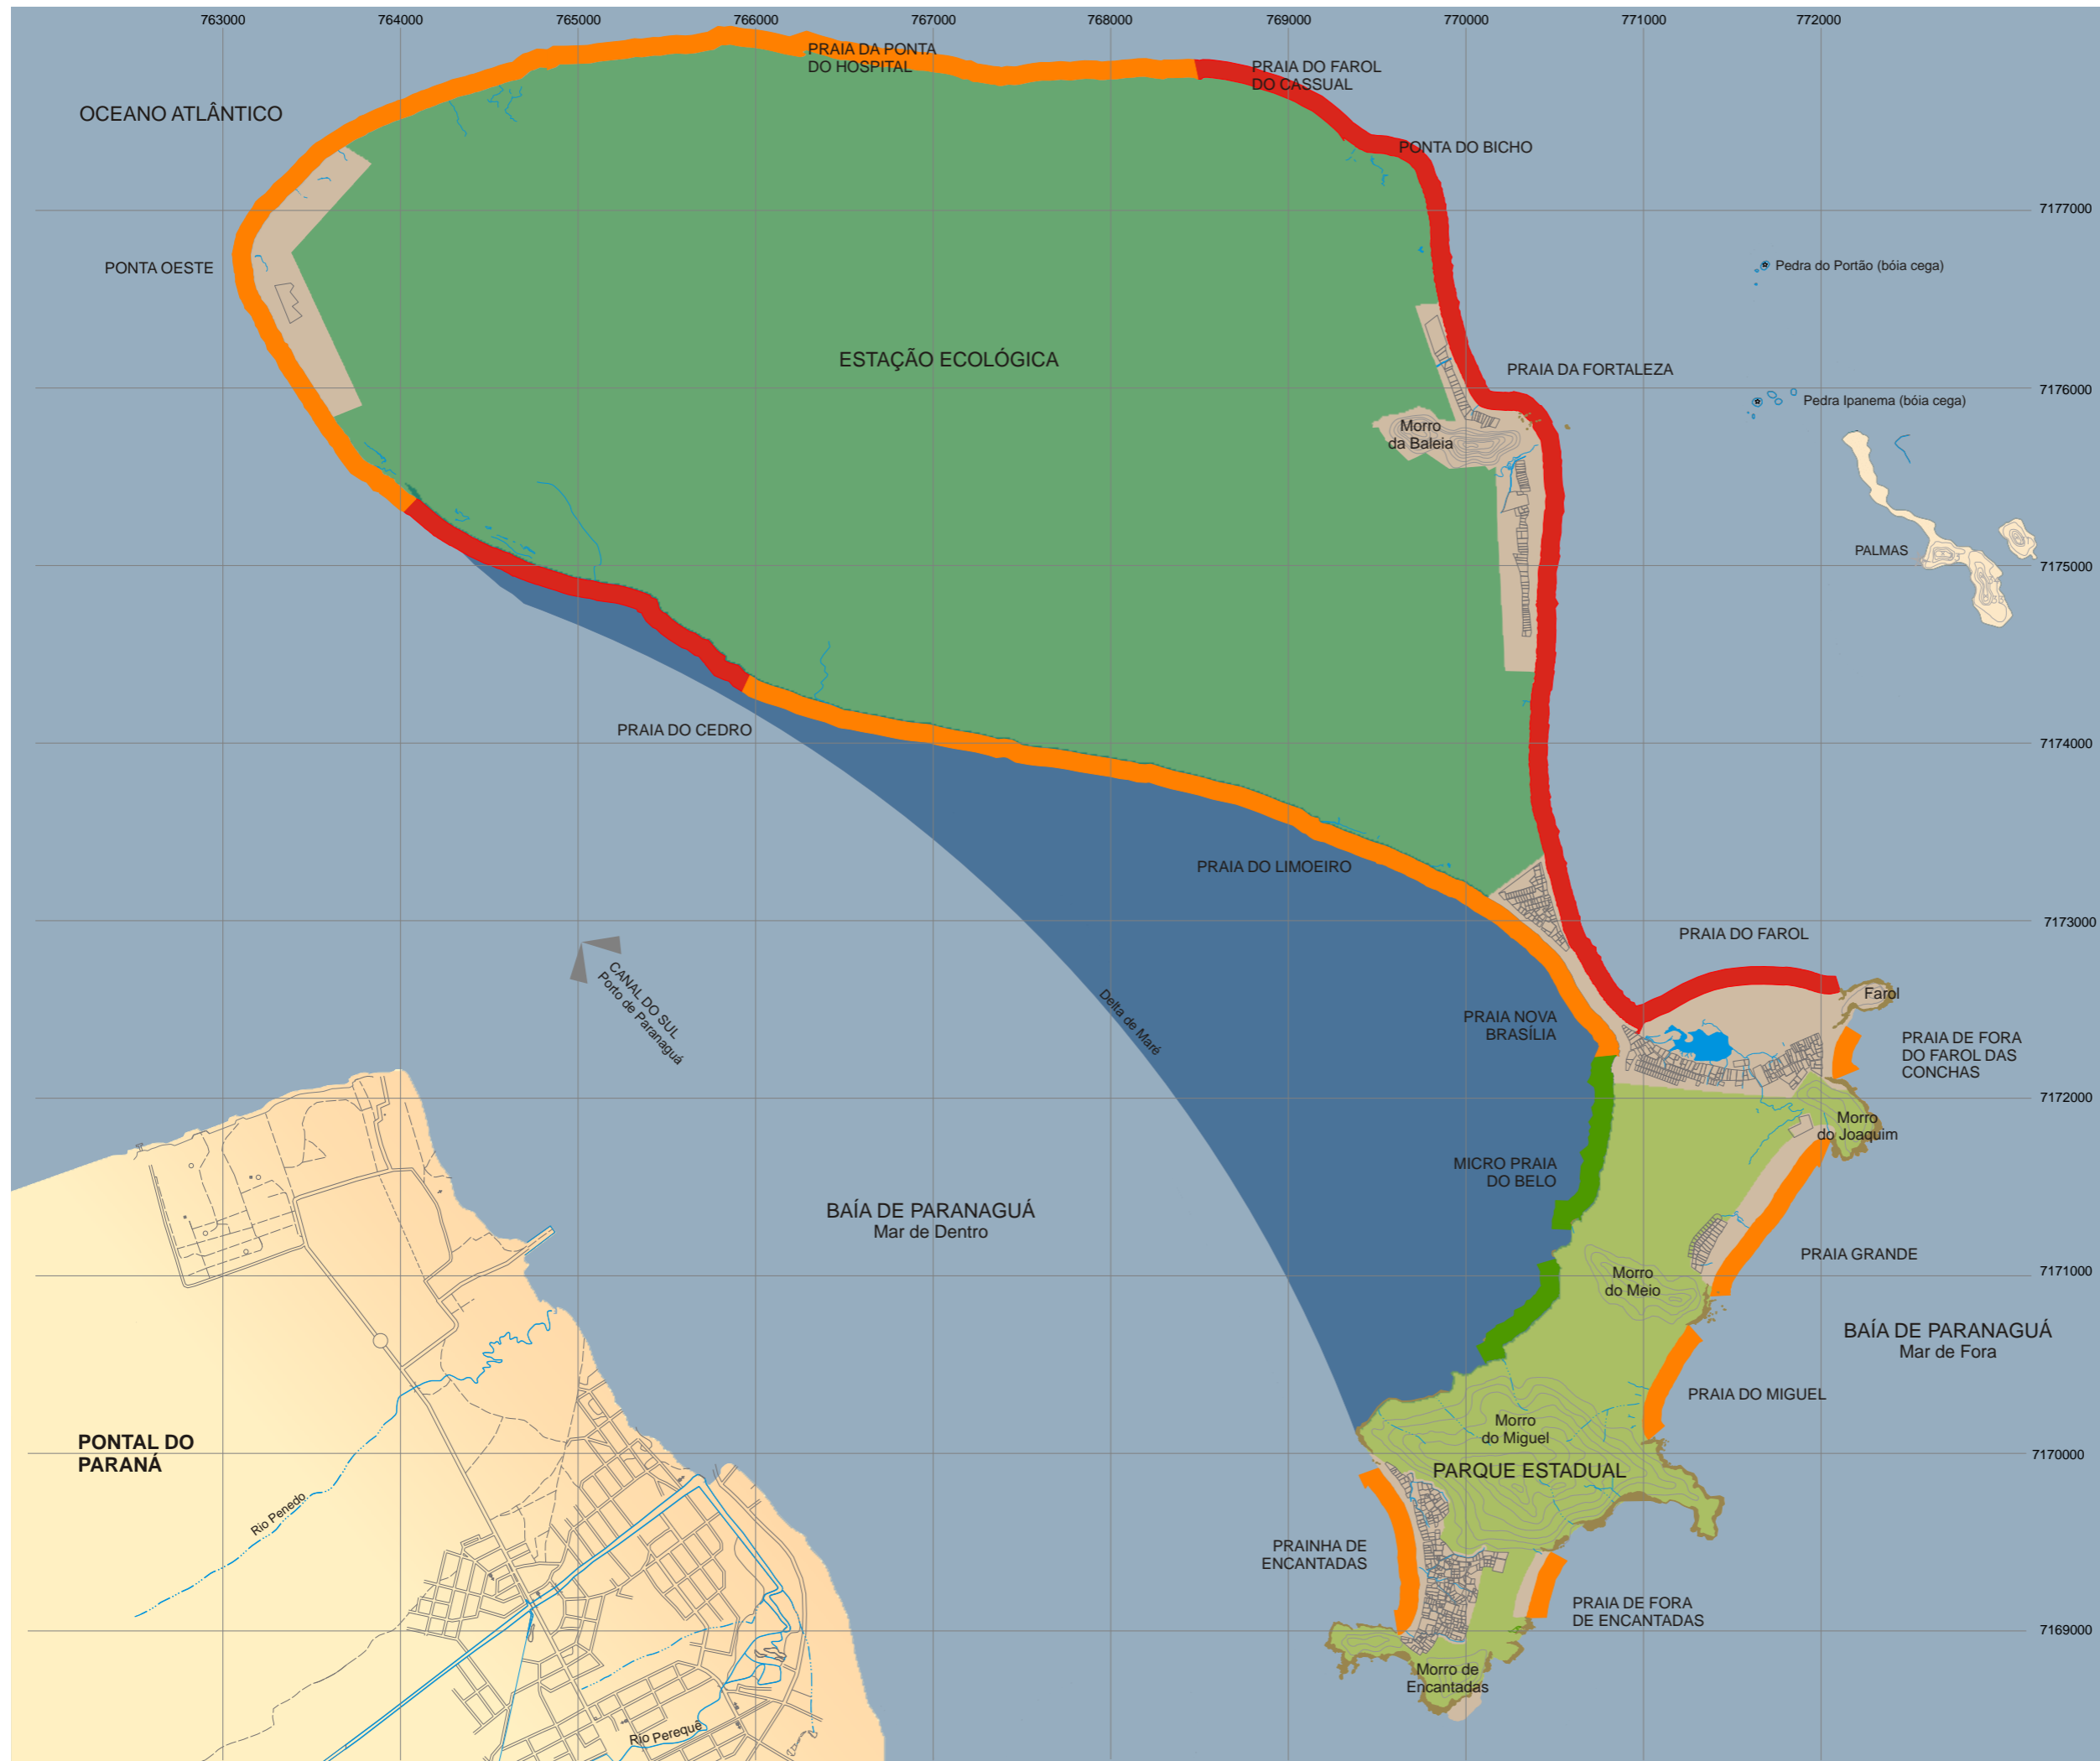 763000
764000
765000
766000
767000
768000
769000
770000
771000
772000
PRAIA DA PONTA
DO HOSPITAL
PRAIA DO FAROL
DO CASSUAL
OCEANO ATLÂNTICO
PONTA DO BICHO
7177000
PONTA OESTE
Pedra do Portão (bóia cega)
ESTAÇÃO ECOLÓGICA
PRAIA DA FORTALEZA
7176000
Pedra Ipanema (bóia cega)
Morro
da Baleia
PALMAS
7175000
PRAIA DO CEDRO
7174000
PRAIA DO LIMOEIRO
7173000
PRAIA DO FAROL
CANAL DO SUL
Porto de Paranaguá
Delta de Maré
Farol
PRAIA NOVA
BRASÍLIA
PRAIA DE FORA
DO FAROL DAS
CONCHAS
7172000
Morro
do Joaquim
MICRO PRAIA
DO BELO
BAÍA DE PARANAGUÁ
Mar de Dentro
PRAIA GRANDE
7171000
Morro
do Meio
BAÍA DE PARANAGUÁ
Mar de Fora
PRAIA DO MIGUEL
Morro
do Miguel
PONTAL DO
PARANÁ
7170000
PARQUE ESTADUAL
Rio Penedo
PRAINHA DE
ENCANTADAS
PRAIA DE FORA
DE ENCANTADAS
7169000
Morro de
Encantadas
Rio Perequê